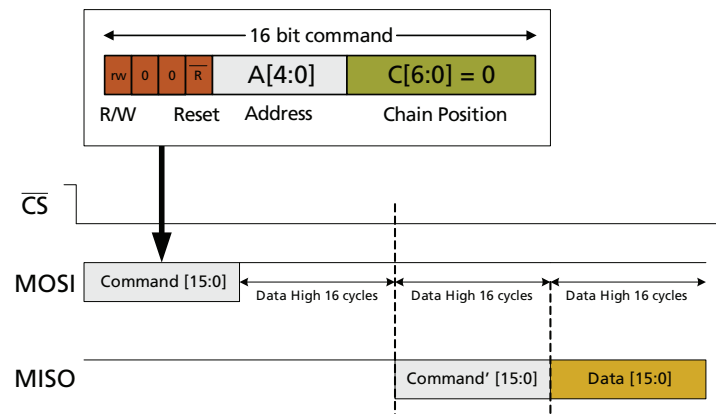 16 bit command
rw 0 0 R̅ A[4:0] C[6:0] = 0
R/W Reset Address Chain Position
C̅S̅
MOSI Command [15:0] Data High 16 cycles Data High 16 cycles Data High 16 cycles
MISO Command’ [15:0] Data [15:0]